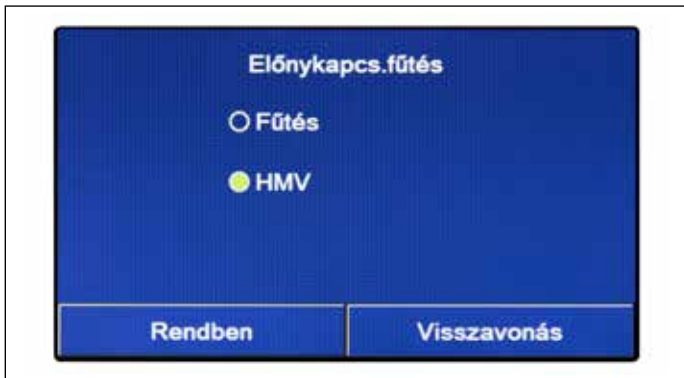 Előnykapcs.fűtés
Fűtés
HMV
Rendben
Visszavonás